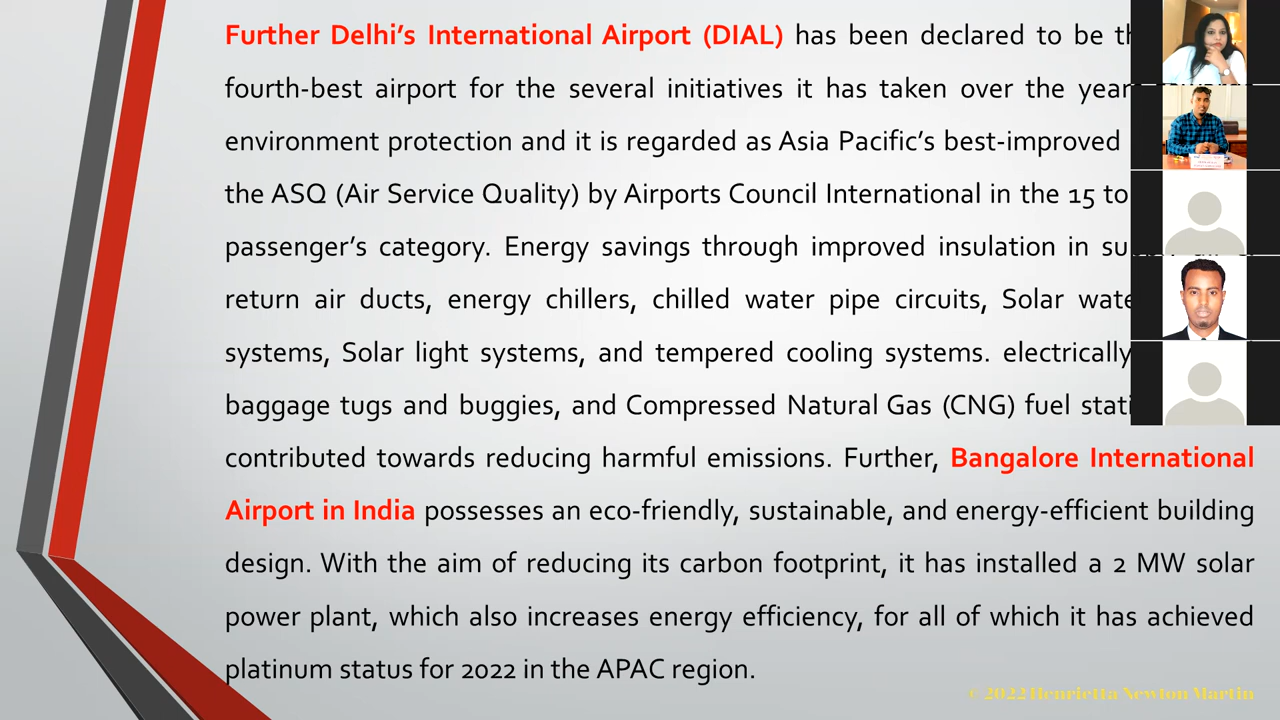 Further Delhi's International Airport (DIAL) has been declared to be
fourth-best airport for the several initiatives it has taken over the
environment protection and it is regarded as Asia Pacific's best-improved
the ASQ (Air Service Quality) by Airports Council International in the 15 to
passenger's category. Energy savings through improved insulation in
return air ducts, energy chillers, chilled water pipe circuits, Solar
systems, Solar light systems, and tempered cooling systems. electrically
baggage tugs and buggies, and Compressed Natural Gas (CNG) fuel
contributed towards reducing harmful emissions. Further, Bangalore International
Airport in India possesses an eco-friendly, sustainable, and energy-efficient building
design. With the aim of reducing its carbon footprint, it has installed a 2 MW solar
power plant, which also increases energy efficiency, for all of which it has achieved
platinum status for 2022 in the APAC region.
© 2022 Henrietta Newton Martin